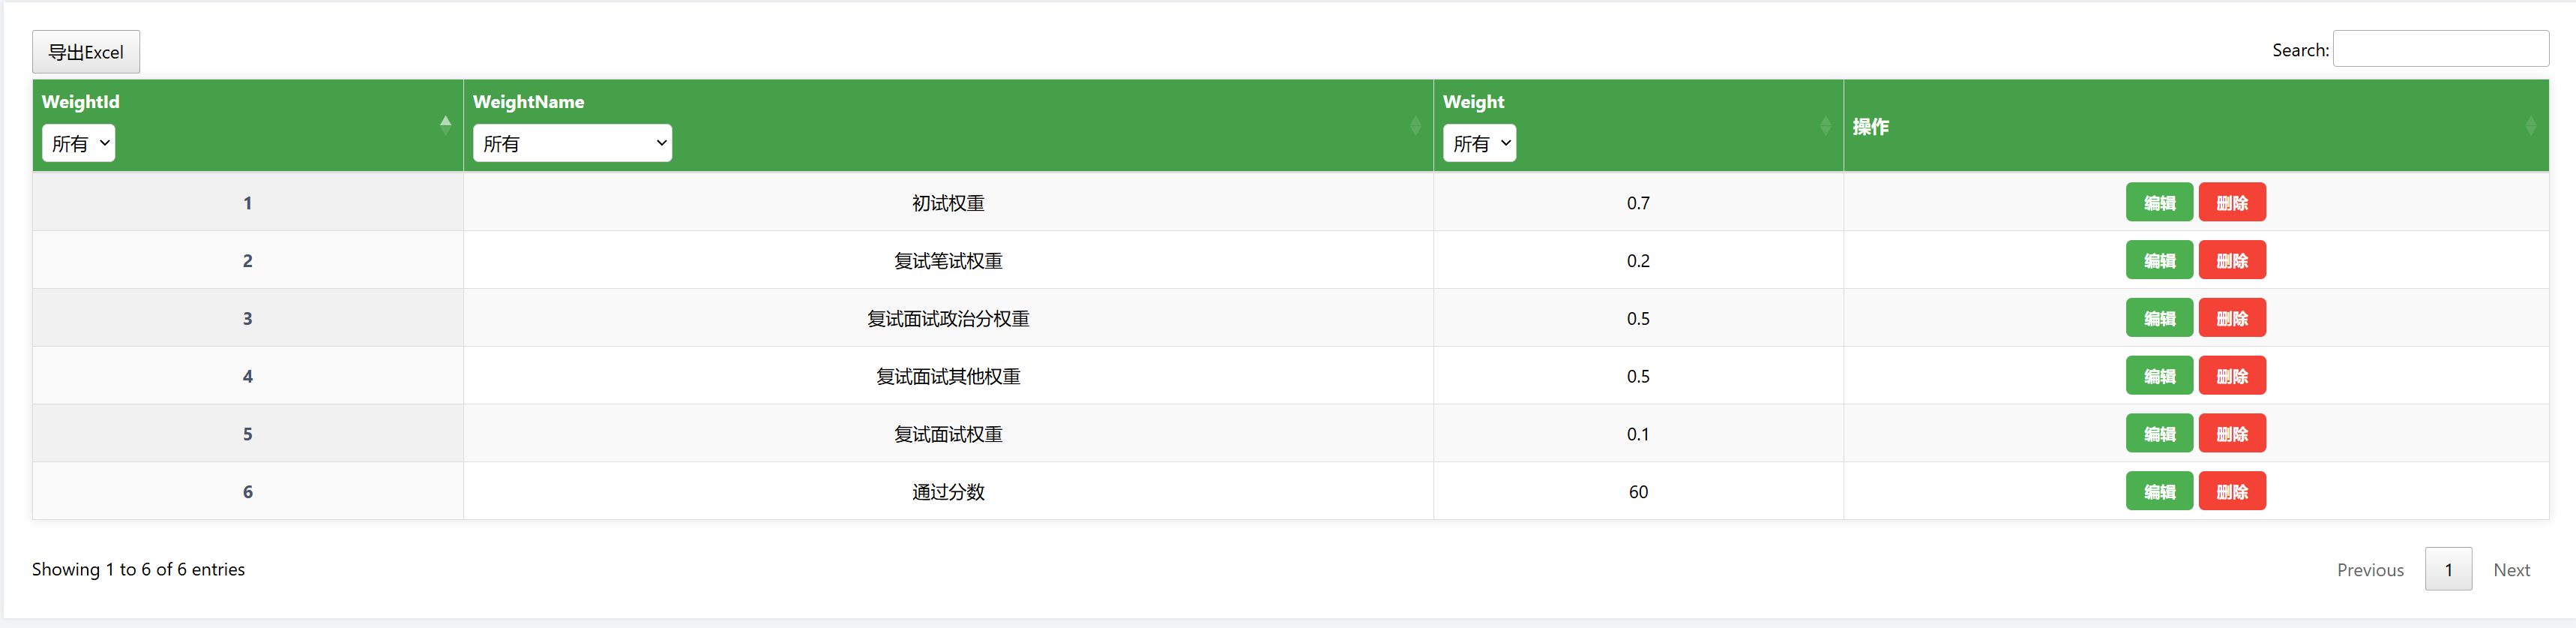 导出Excel Search:
WeightId WeightName Weight 操作
所有 所有 所有
1 初试权重 0.7 编辑 删除
2 复试笔试权重 0.2 编辑 删除
3 复试面试政治分权重 0.5 编辑 删除
4 复试面试其他权重 0.5 编辑 删除
5 复试面试权重 0.1 编辑 删除
6 通过分数 60 编辑 删除
Showing 1 to 6 of 6 entries Previous 1 Next